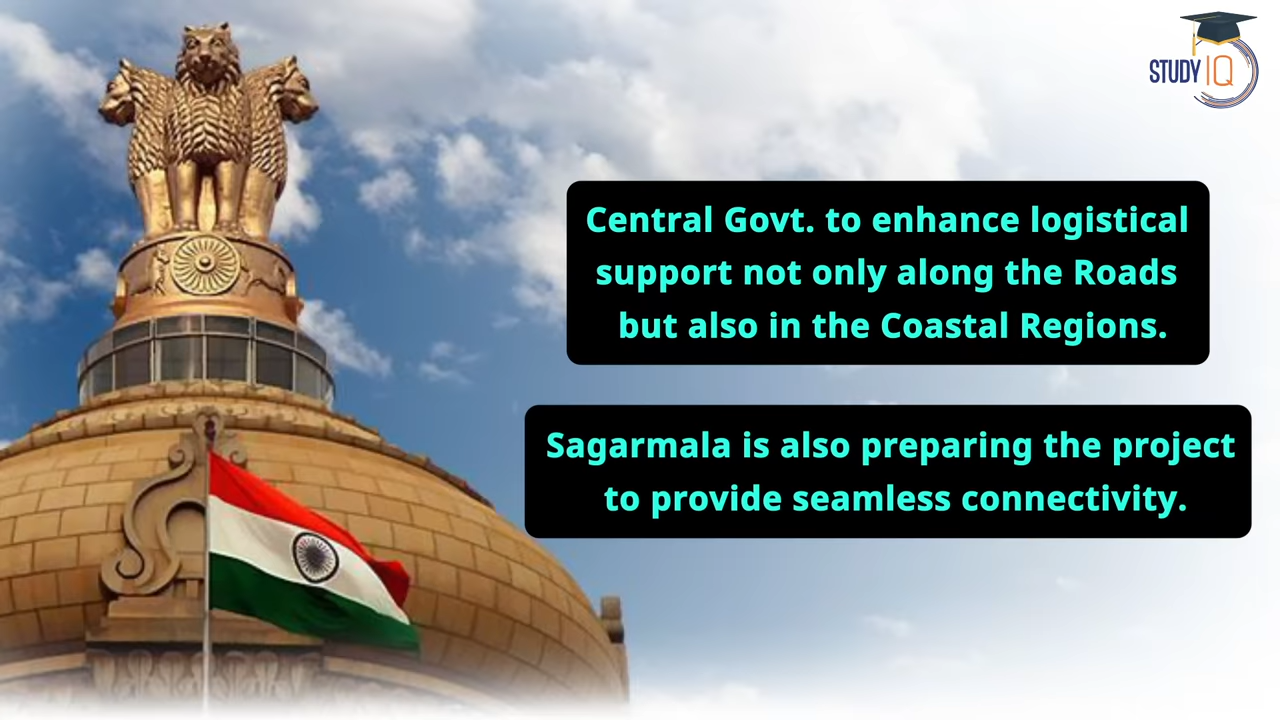 STUDY IQ
Central Govt. to enhance logistical
support not only along the Roads
but also in the Coastal Regions.
Sagarmala is also preparing the project
to provide seamless connectivity.